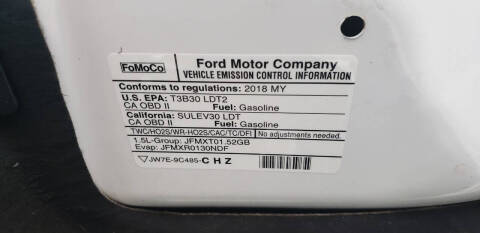 FoMoCo
Ford Motor Company
VEHICLE EMISSION CONTROL INFORMATION
Conforms to regulations: 2018 MY
U.S. EPA: T3B30 LDT2
CA OBD II Fuel: Gasoline
California: SULEV30 LDT
CA OBD II Fuel: Gasoline
TWC/HO2S/WR-HO2S/CAC/TC/DFI No adjustments needed.
1.5L-Group: JFMXT01.52GB
Evap: JFMXR0130NDF
JW7E-9C485-CHZ